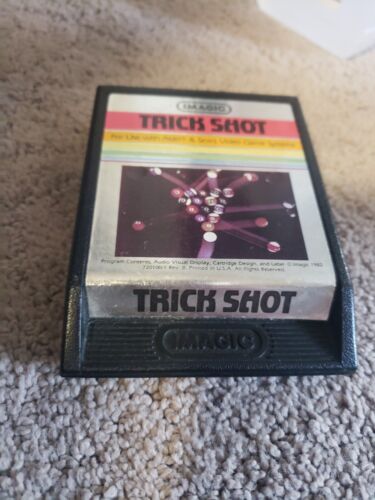 IMAGIC
TRICK SHOT
For Use with Atari® & Sears Video Game Systems
Program Contents, Audio Visual Display, Cartridge Design, and Label © Imagic 1982
Rev. B Printed in U.S.A. All Rights Reserved.
TRICK SHOT
IMAGIC